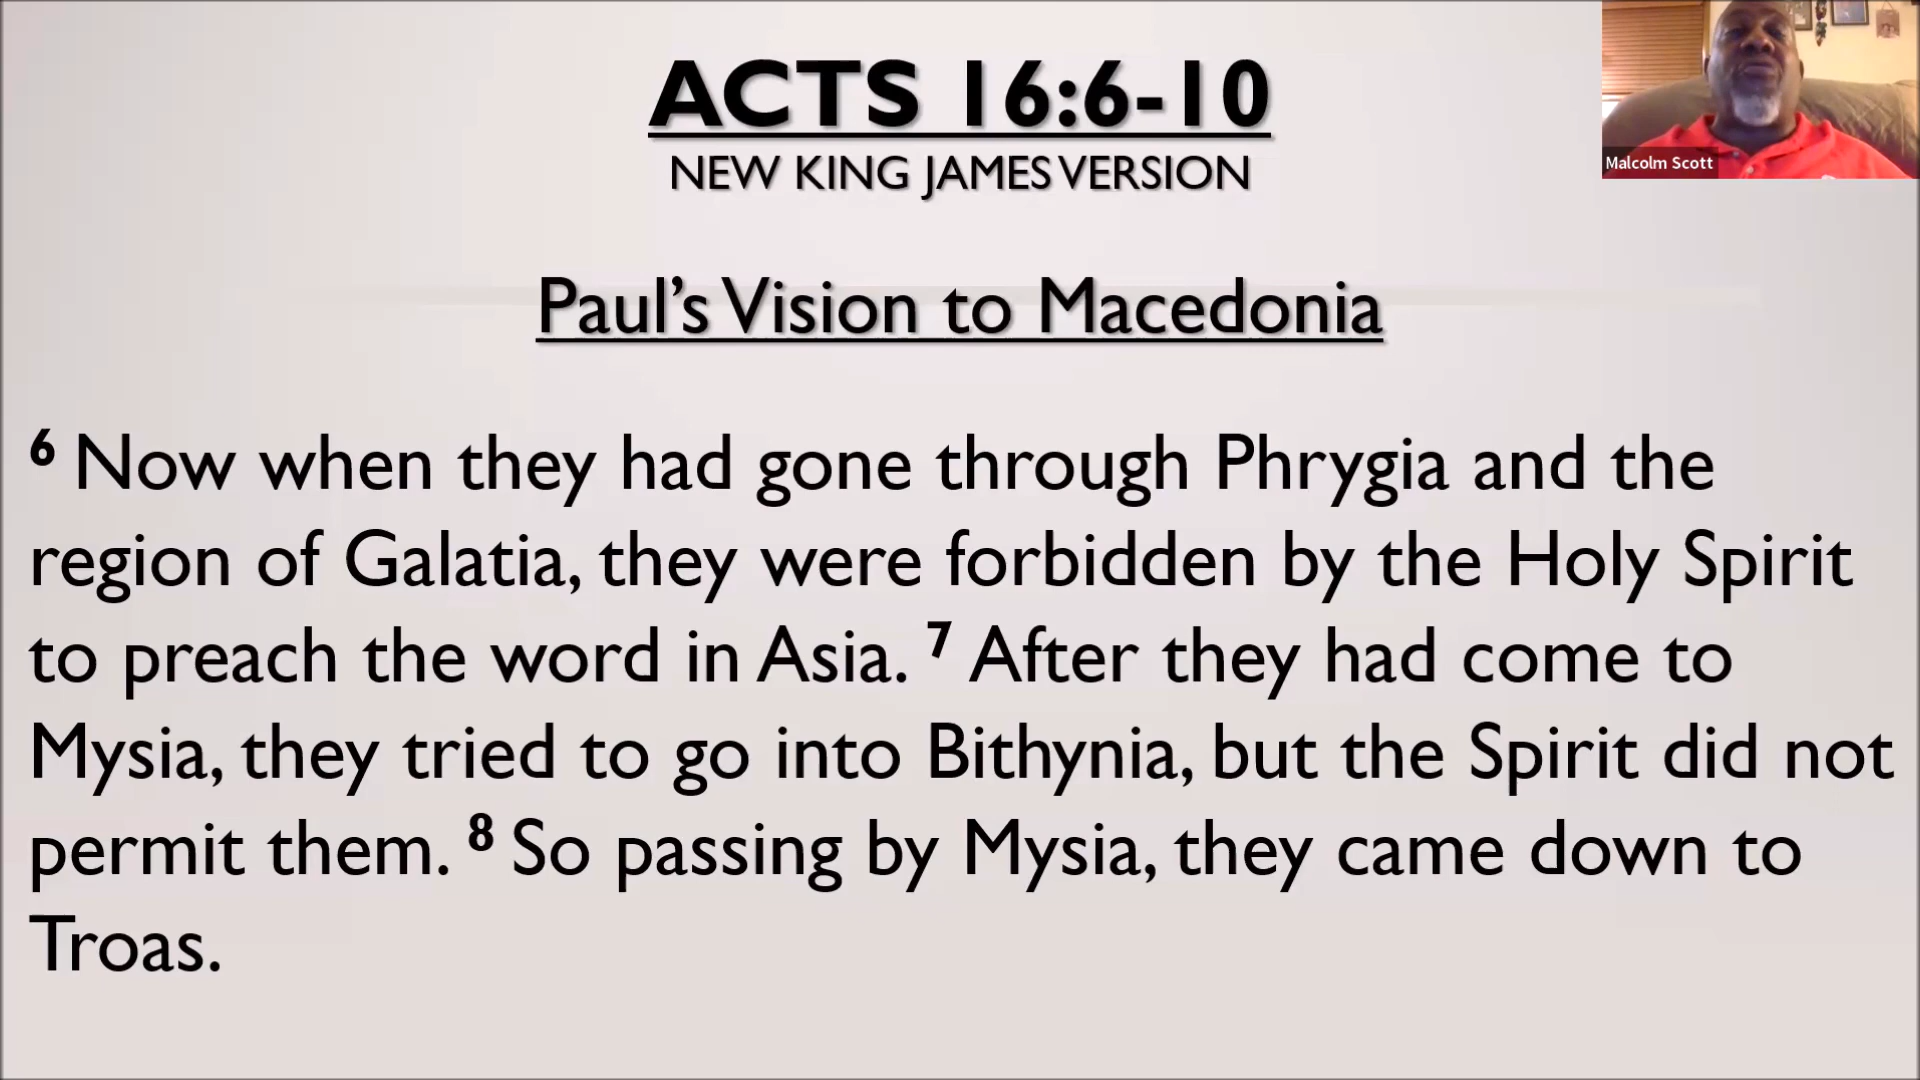 ACTS 16:6-10
NEW KING JAMES VERSION
Malcolm Scott
Paul’s Vision to Macedonia
6 Now when they had gone through Phrygia and the
region of Galatia, they were forbidden by the Holy Spirit
to preach the word in Asia. 7 After they had come to
Mysia, they tried to go into Bithynia, but the Spirit did not
permit them. 8 So passing by Mysia, they came down to
Troas.